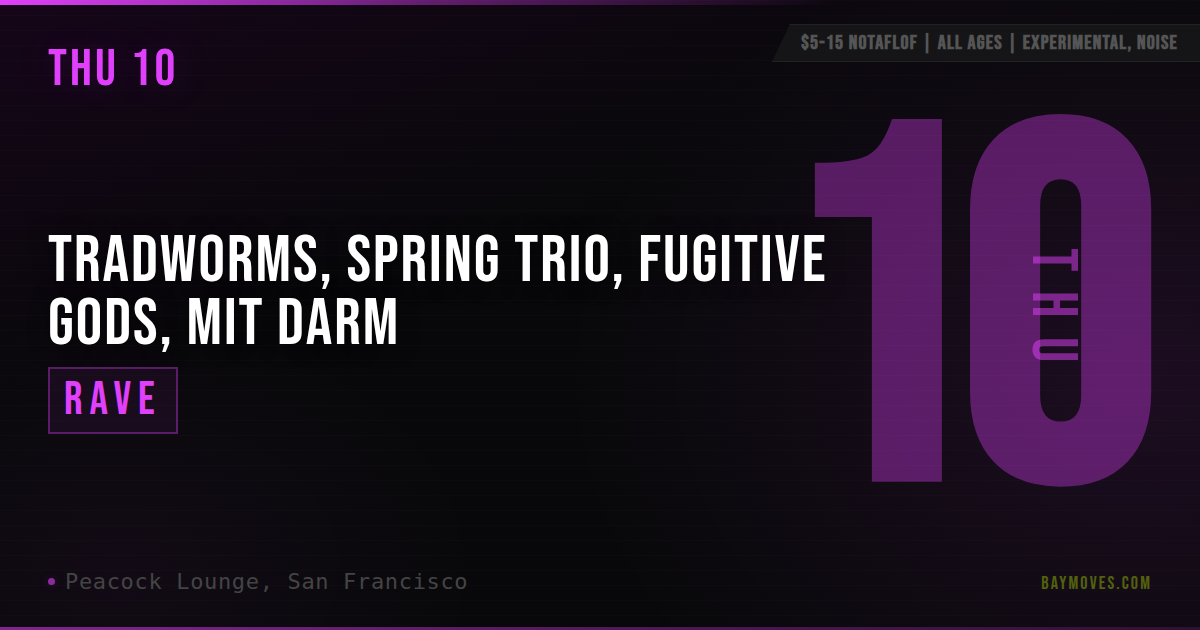 THU 10
$5-15 NOTAFLOF | ALL AGES | EXPERIMENTAL, NOISE
10
THU
TRADWORMS, SPRING TRIO, FUGITIVE
GODS, MIT DARM
RAVE
Peacock Lounge, San Francisco
BAYMOVES.COM